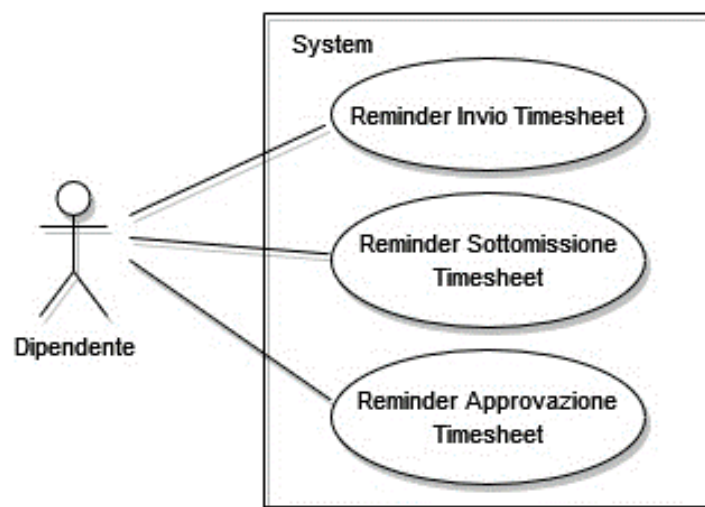 System
Reminder Invio Timesheet
Reminder Sottomissione
Timesheet
Dipendente
Reminder Approvazione
Timesheet